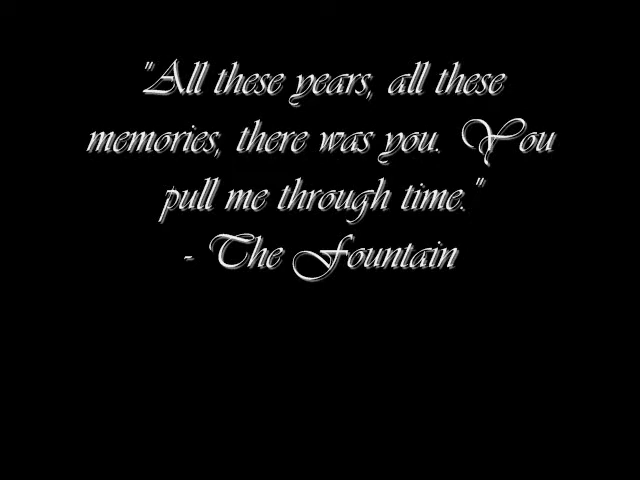 "All these years, all these
memories, there was you. You
pull me through time."
- The Fountain